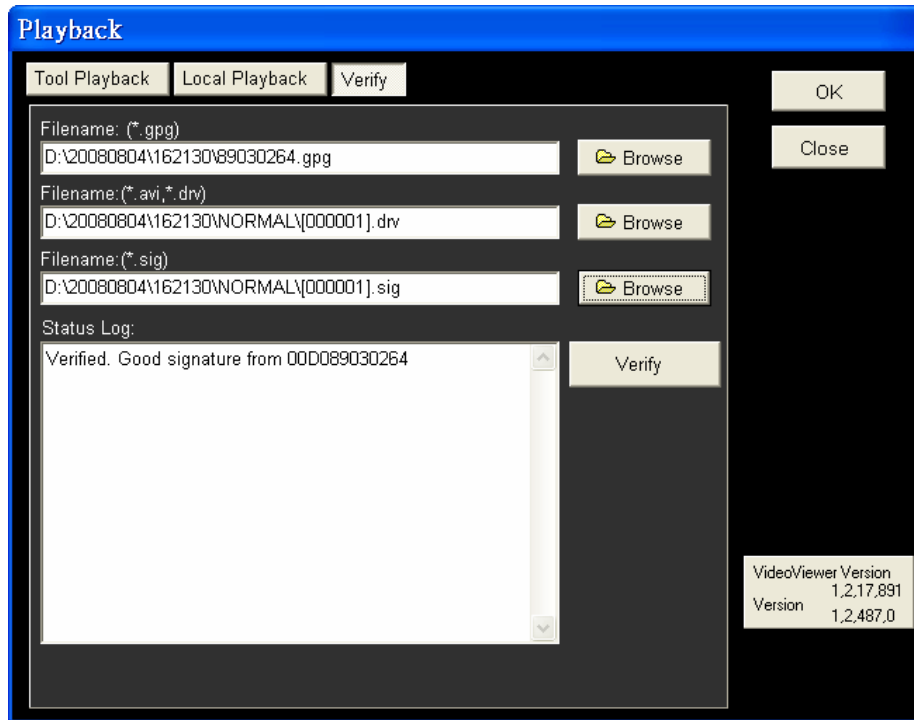 Playback
Tool Playback Local Playback Verify
OK
Close
Filename: (*.gpg)
D:\20080804\162130\89030264.gpg
Browse
Filename:(*.avi,*.drv)
D:\20080804\162130\NORMAL\[000001].drv
Browse
Filename:(*.sig)
D:\20080804\162130\NORMAL\[000001].sig
Browse
Status Log:
Verified. Good signature from 00D089030264
Verify
VideoViewer Version
1,2,17,891
Version
1,2,487,0